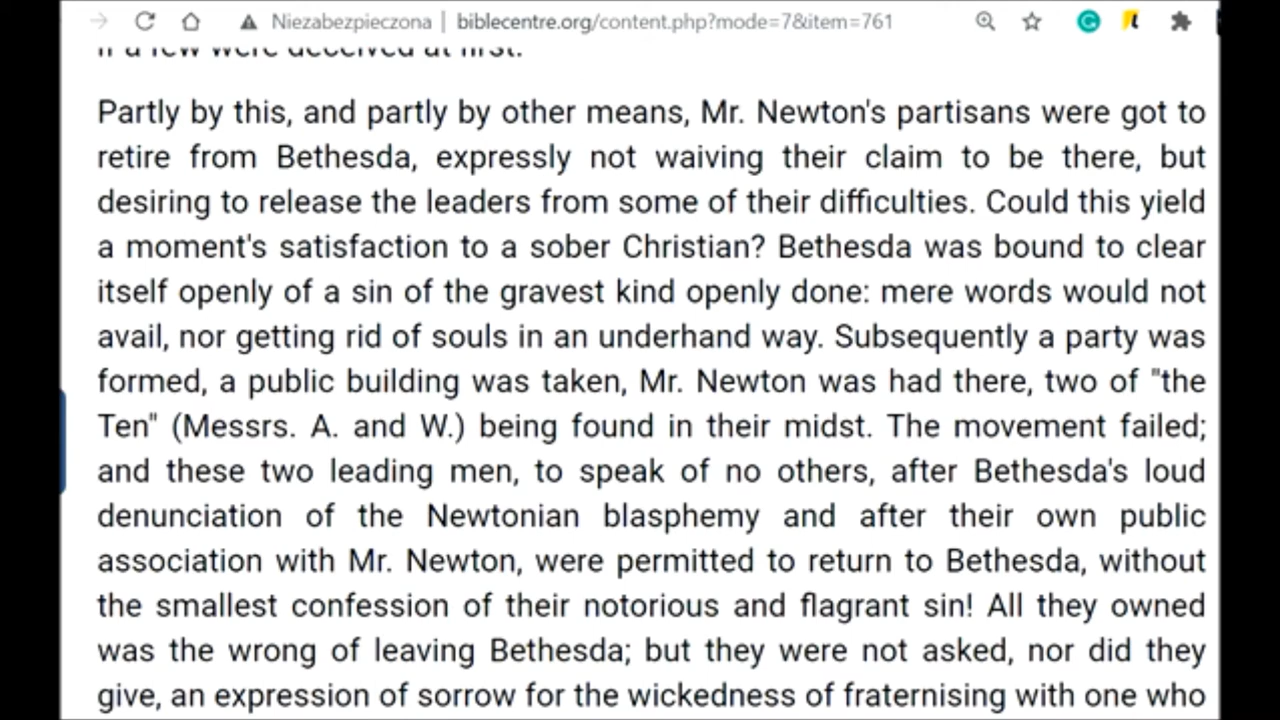 Niezabezpieczona | biblecentre.org/content.php?mode=7&item=761
if a few were deceived at first.
Partly by this, and partly by other means, Mr. Newton's partisans were got to
retire from Bethesda, expressly not waiving their claim to be there, but
desiring to release the leaders from some of their difficulties. Could this yield
a moment's satisfaction to a sober Christian? Bethesda was bound to clear
itself openly of a sin of the gravest kind openly done: mere words would not
avail, nor getting rid of souls in an underhand way. Subsequently a party was
formed, a public building was taken, Mr. Newton was had there, two of "the
Ten" (Messrs. A. and W.) being found in their midst. The movement failed;
and these two leading men, to speak of no others, after Bethesda's loud
denunciation of the Newtonian blasphemy and after their own public
association with Mr. Newton, were permitted to return to Bethesda, without
the smallest confession of their notorious and flagrant sin! All they owned
was the wrong of leaving Bethesda; but they were not asked, nor did they
give, an expression of sorrow for the wickedness of fraternising with one who